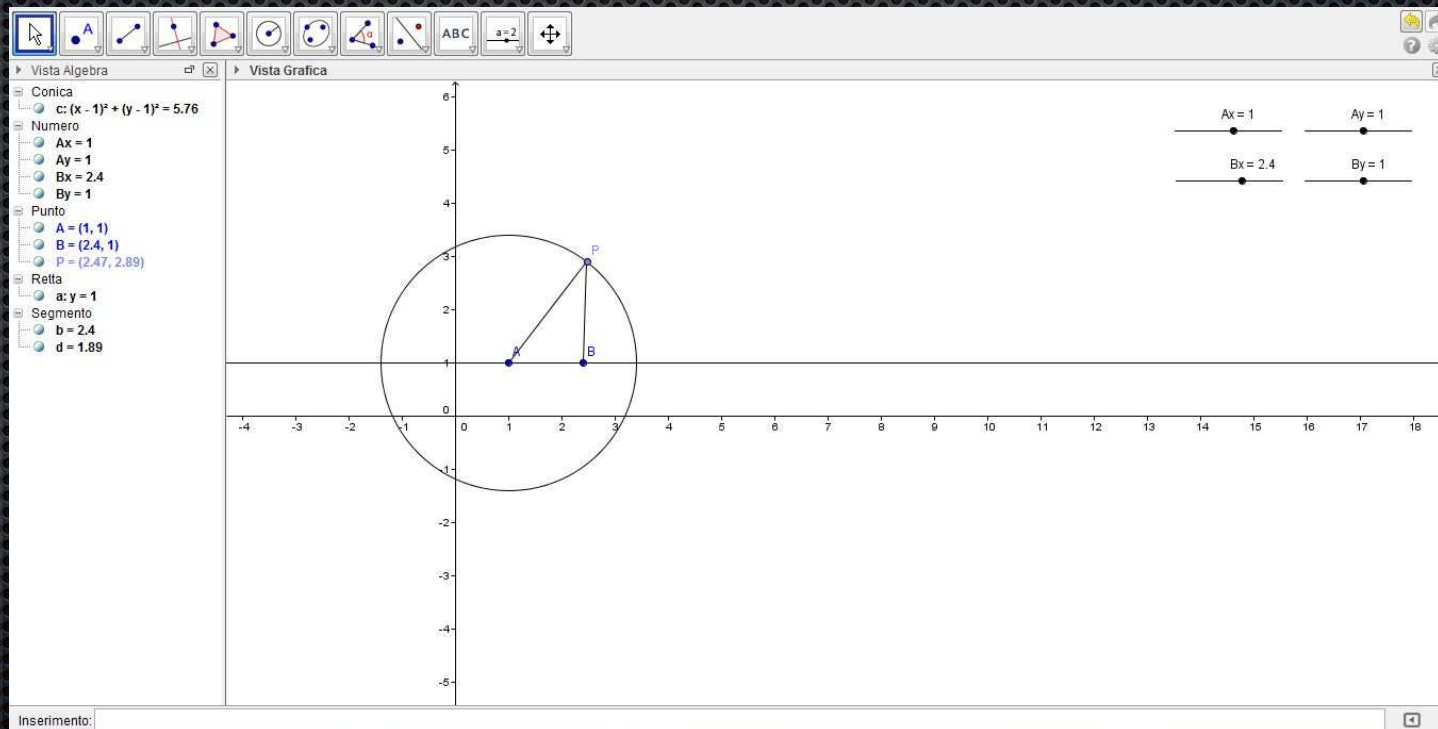 A
α
ABC
a = 2
Vista Algebra
Vista Grafica
Conica
c: (x - 1)² + (y - 1)² = 5.76
Numero
Ax = 1
Ay = 1
Bx = 2.4
By = 1
Punto
A = (1, 1)
B = (2.4, 1)
P = (2.47, 2.89)
Retta
a: y = 1
Segmento
b = 2.4
d = 1.89
Ax = 1
Ay = 1
Bx = 2.4
By = 1
6
5
4
3
2
1
0
-1
-2
-3
-4
-5
P
A
B
-4 -3 -2 -1 0 1 2 3 4 5 6 7 8 9 10 11 12 13 14 15 16 17 18
Inserimento: